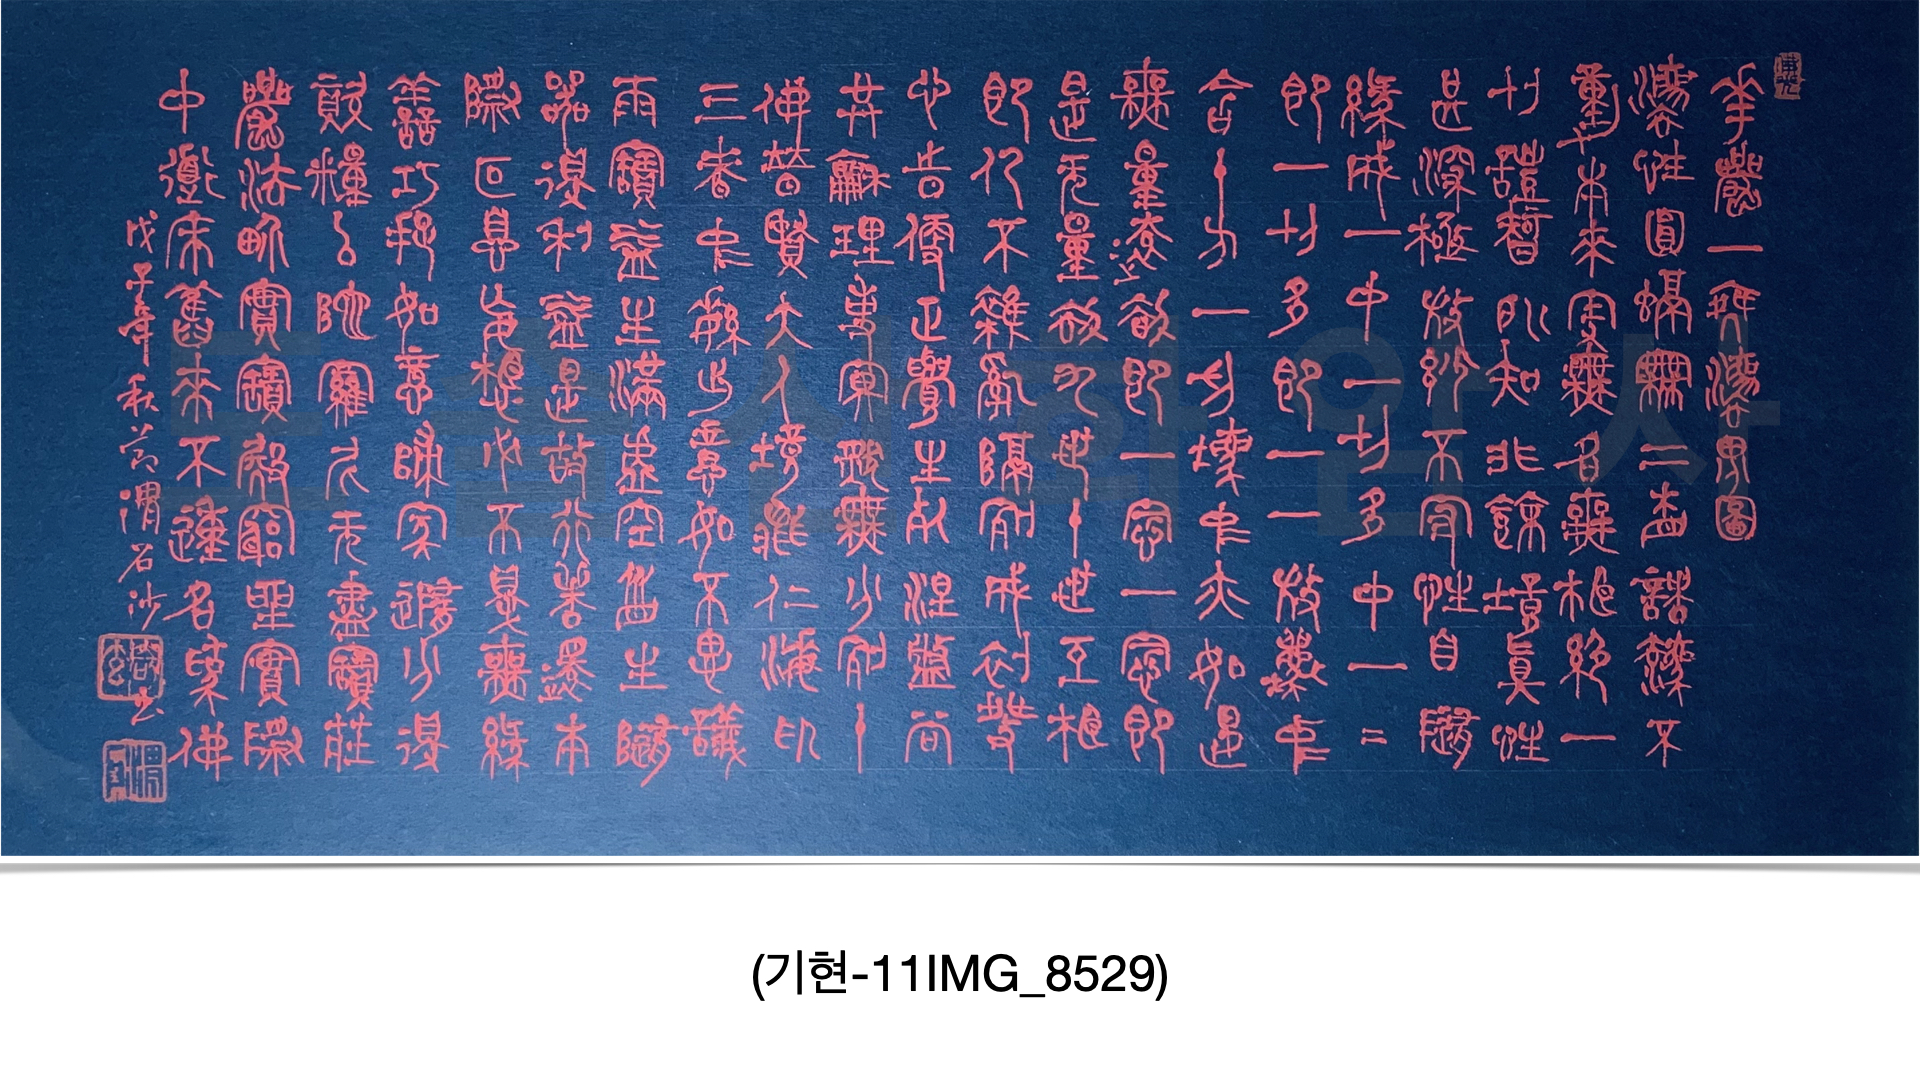 華嚴一乘法界圖
法性圓融無二相諸法不
動本來寂無名無相絶一
切證智所知非餘境眞性
甚深極微妙不守性自隨
緣成一中一切多中一〻
即一切多即一一微塵中
含十方一切塵中亦如是
無量遠劫即一念一念即
是无量劫九世十世互相
即仍不雜亂隔別成初發
心時便正覺生死涅槃常
共和理事冥然無分別十
佛普賢大人境能仁海印
三昧中繁出意如不思議
雨寶益生滿虛空衆生隨
器得利益是故行者還本
際叵息妄想必不得無緣
善巧捉如意歸家隨分得
資糧以陀羅尼无盡寶莊
嚴法界實寶殿窮坐實際
中道床舊來不動名爲佛
戊子年秋 渭石沙
(기현-11IMG_8529)